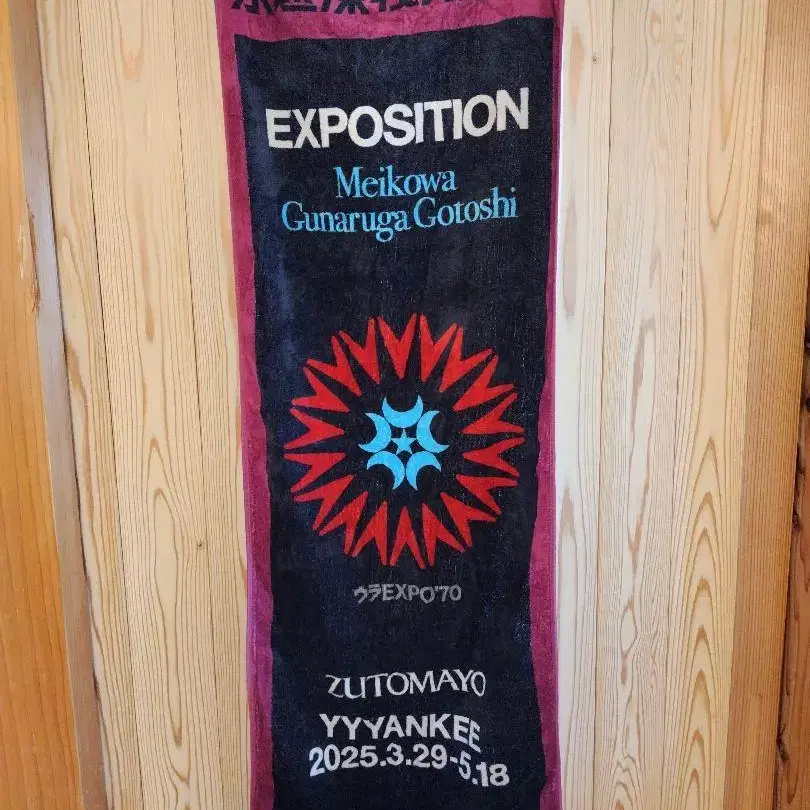 EXPOSITION
Meikowa
Gunaruga Gotoshi
ウラEXPO'70
ZUTOMAYO
YYYANKEE
2025.3.29-5.18